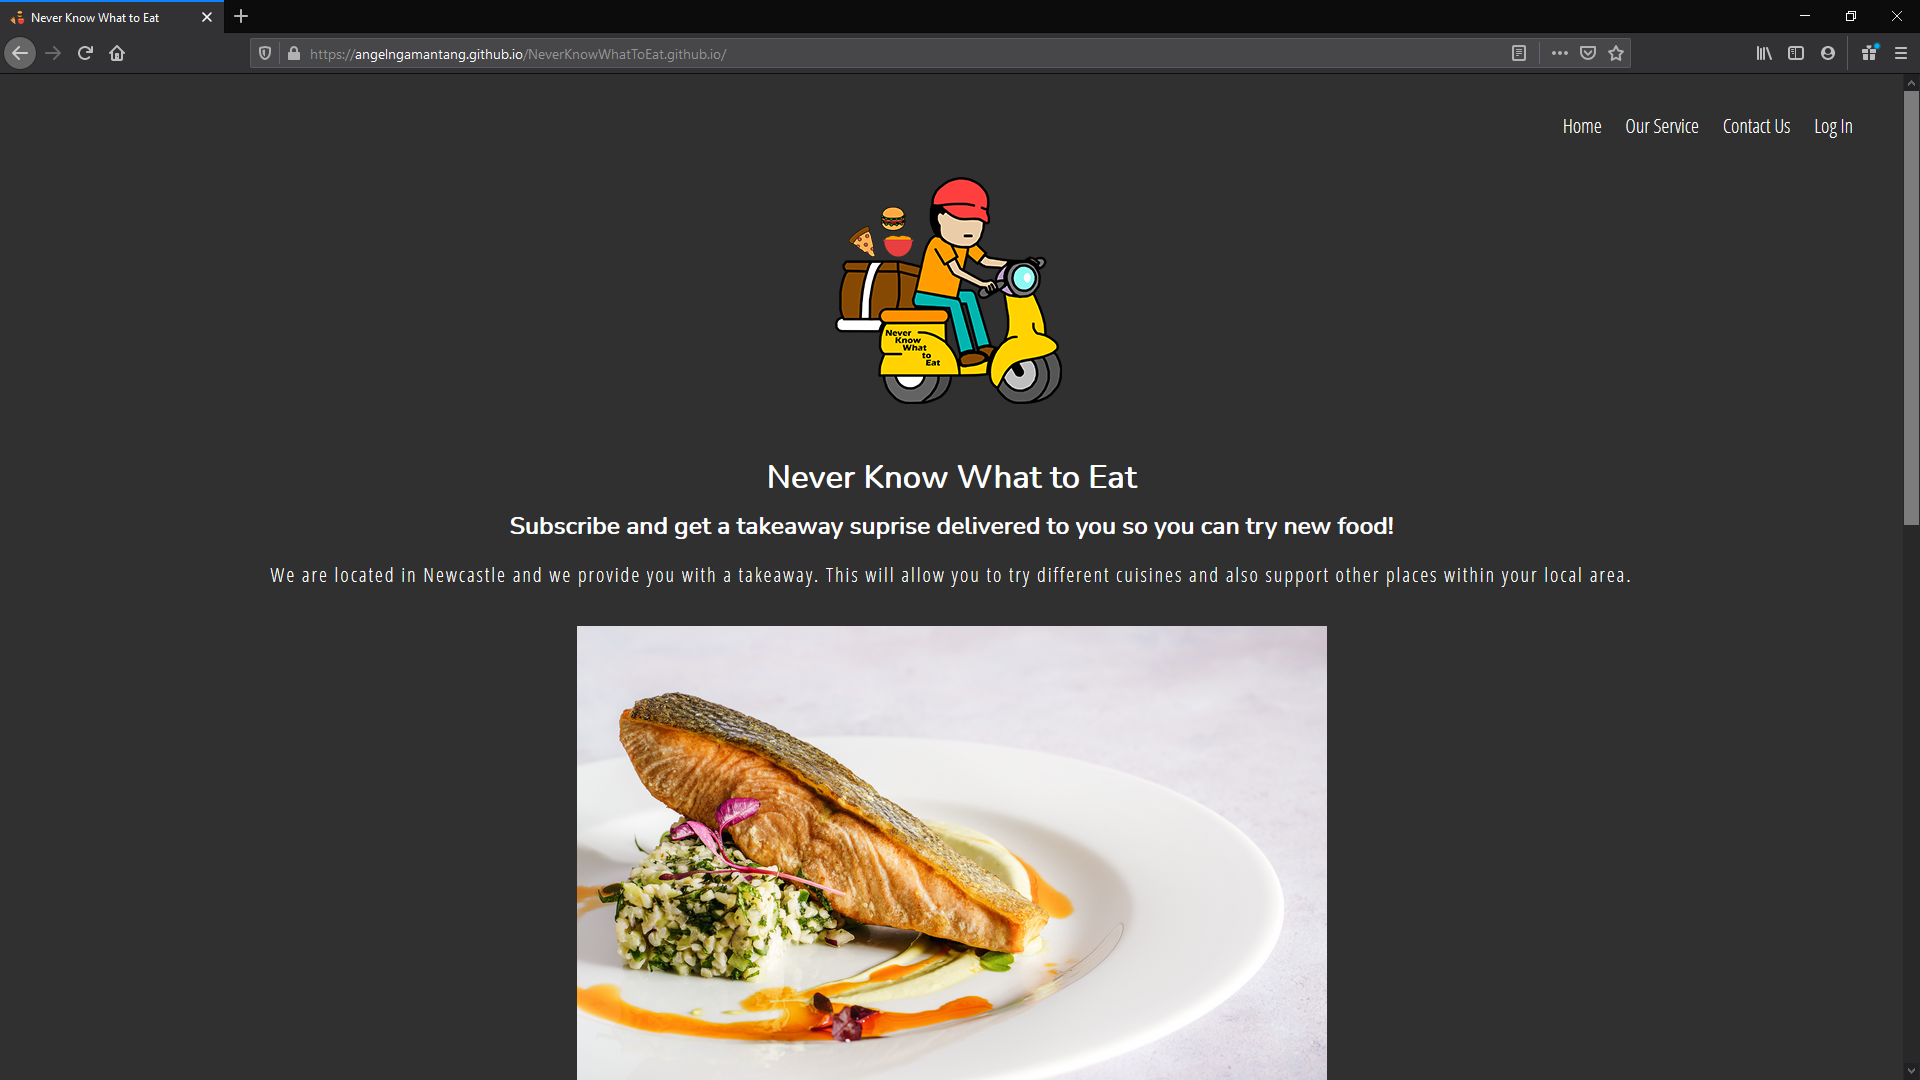 Never Know What to Eat
https://angelngamantang.github.io/NeverKnowWhatToEat.github.io/
Home Our Service Contact Us Log In
Never
Know
What
to
Eat
Never Know What to Eat
Subscribe and get a takeaway suprise delivered to you so you can try new food!
We are located in Newcastle and we provide you with a takeaway. This will allow you to try different cuisines and also support other places within your local area.